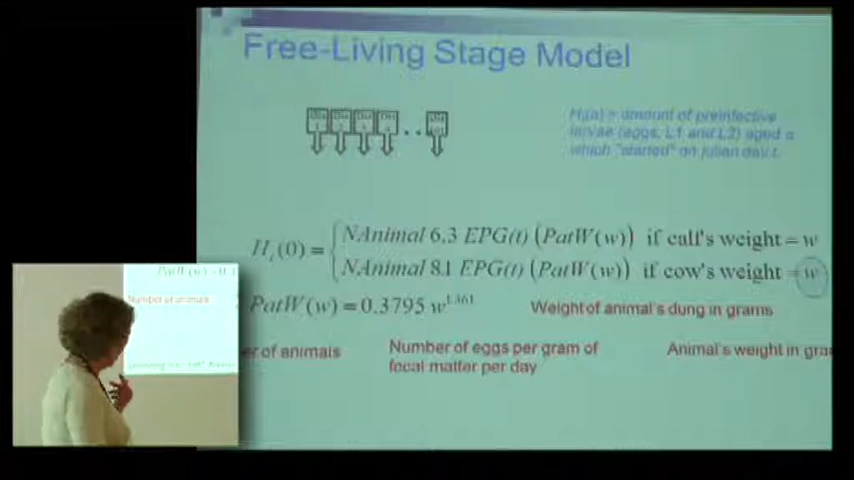 Free-Living Stage Model
H_t(a) = amount of preinfective
larvae (eggs, L1 and L2) aged a
which "started" on julian day t.
NAnimal 6.3 EPG(t) (PatW(w)) if calf's weight = w
H_t(0) =
NAnimal 8.1 EPG(t) (PatW(w)) if cow's weight = w
PatW(w) = 0.3795 w^1.361
Weight of animal's dung in grams
er of animals
Number of eggs per gram of
fecal matter per day
Animal's weight in gra
Number of animals